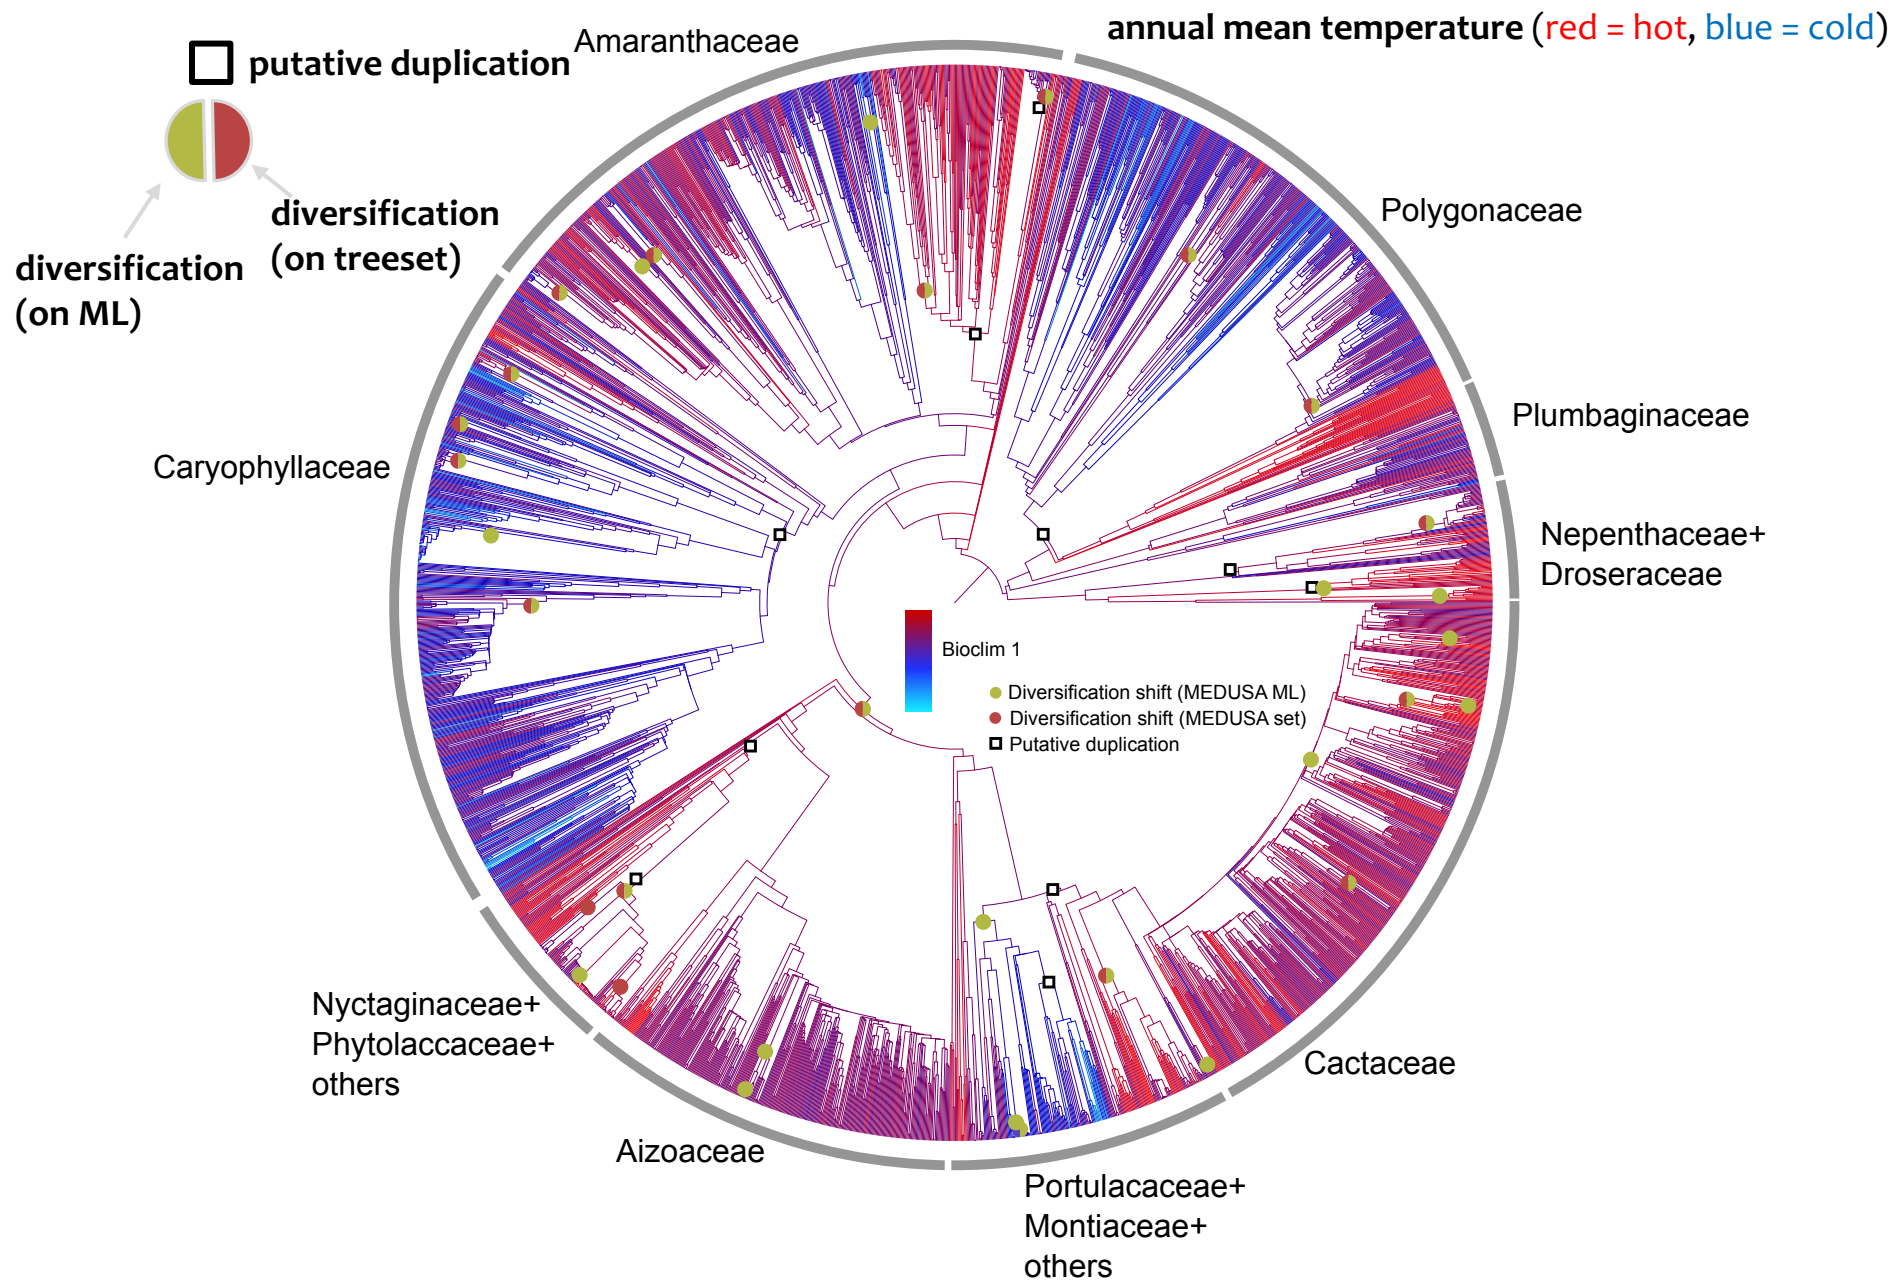 annual mean temperature (red = hot, blue = cold)
putative duplication
diversification
(on treeset)
diversification
(on ML)
Amaranthaceae
Polygonaceae
Plumbaginaceae
Nepenthaceae+
Droseraceae
Caryophyllaceae
Bioclim 1
Diversification shift (MEDUSA ML)
Diversification shift (MEDUSA set)
Putative duplication
Nyctaginaceae+
Phytolaccaceae+
others
Aizoaceae
Portulacaceae+
Montiaceae+
others
Cactaceae